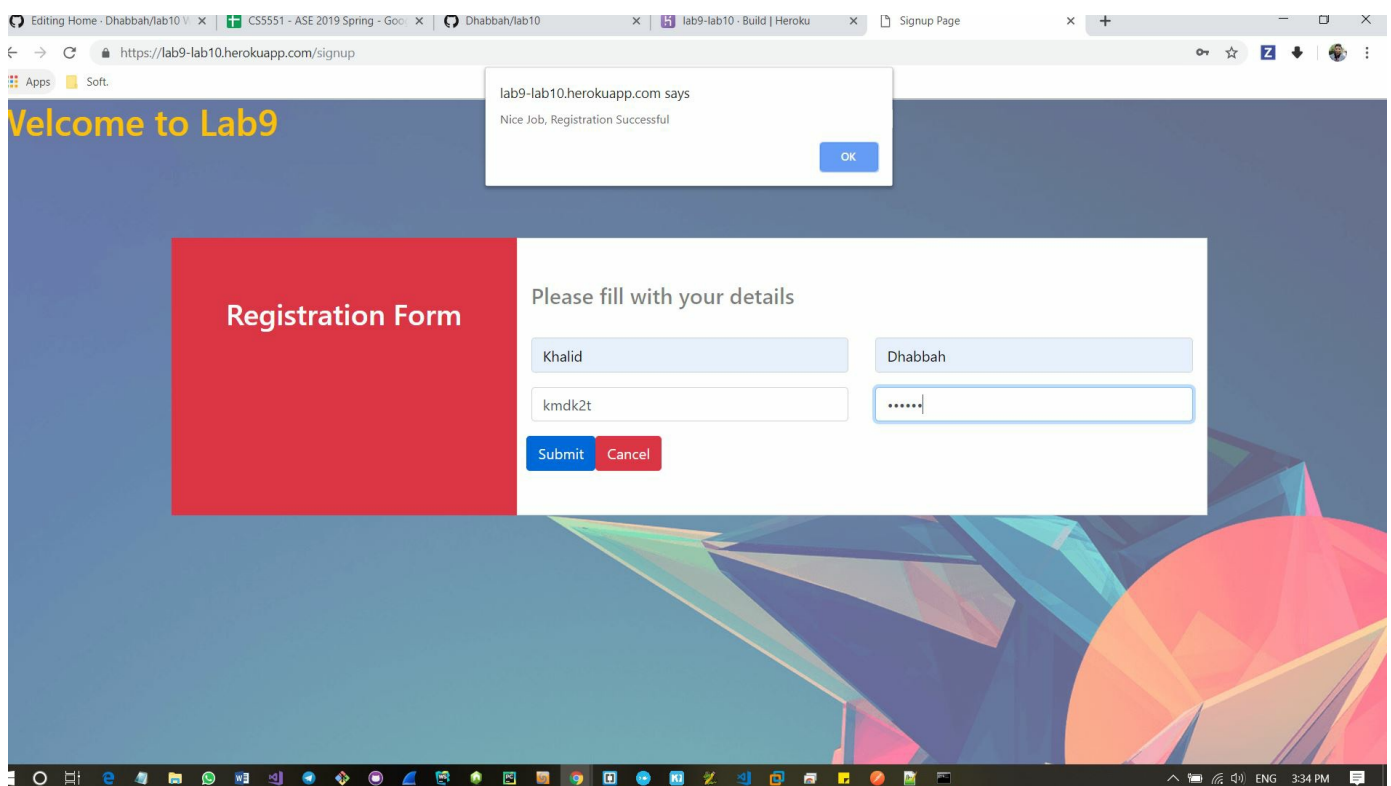 Editing Home · Dhabbah/lab10 W
CS5551 - ASE 2019 Spring - Goo
Dhabbah/lab10
lab9-lab10 · Build | Heroku
Signup Page
https://lab9-lab10.herokuapp.com/signup
Apps
Soft.
lab9-lab10.herokuapp.com says
Nice Job, Registration Successful
OK
Welcome to Lab9
Registration Form
Please fill with your details
Khalid
Dhabbah
kmdk2t
••••••
Submit
Cancel
ENG
3:34 PM